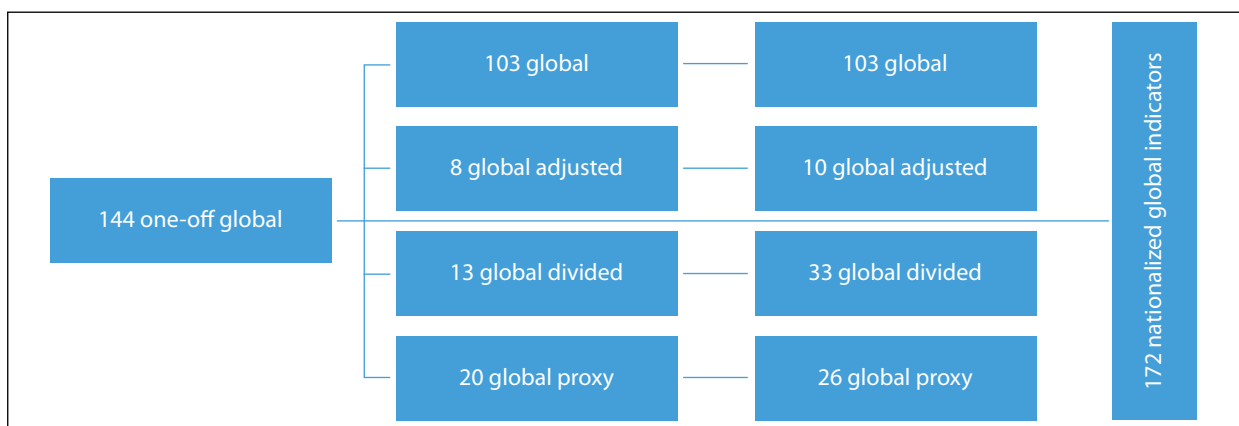 103 global
103 global
8 global adjusted
10 global adjusted
144 one-off global
13 global divided
33 global divided
20 global proxy
26 global proxy
172 nationalized global indicators